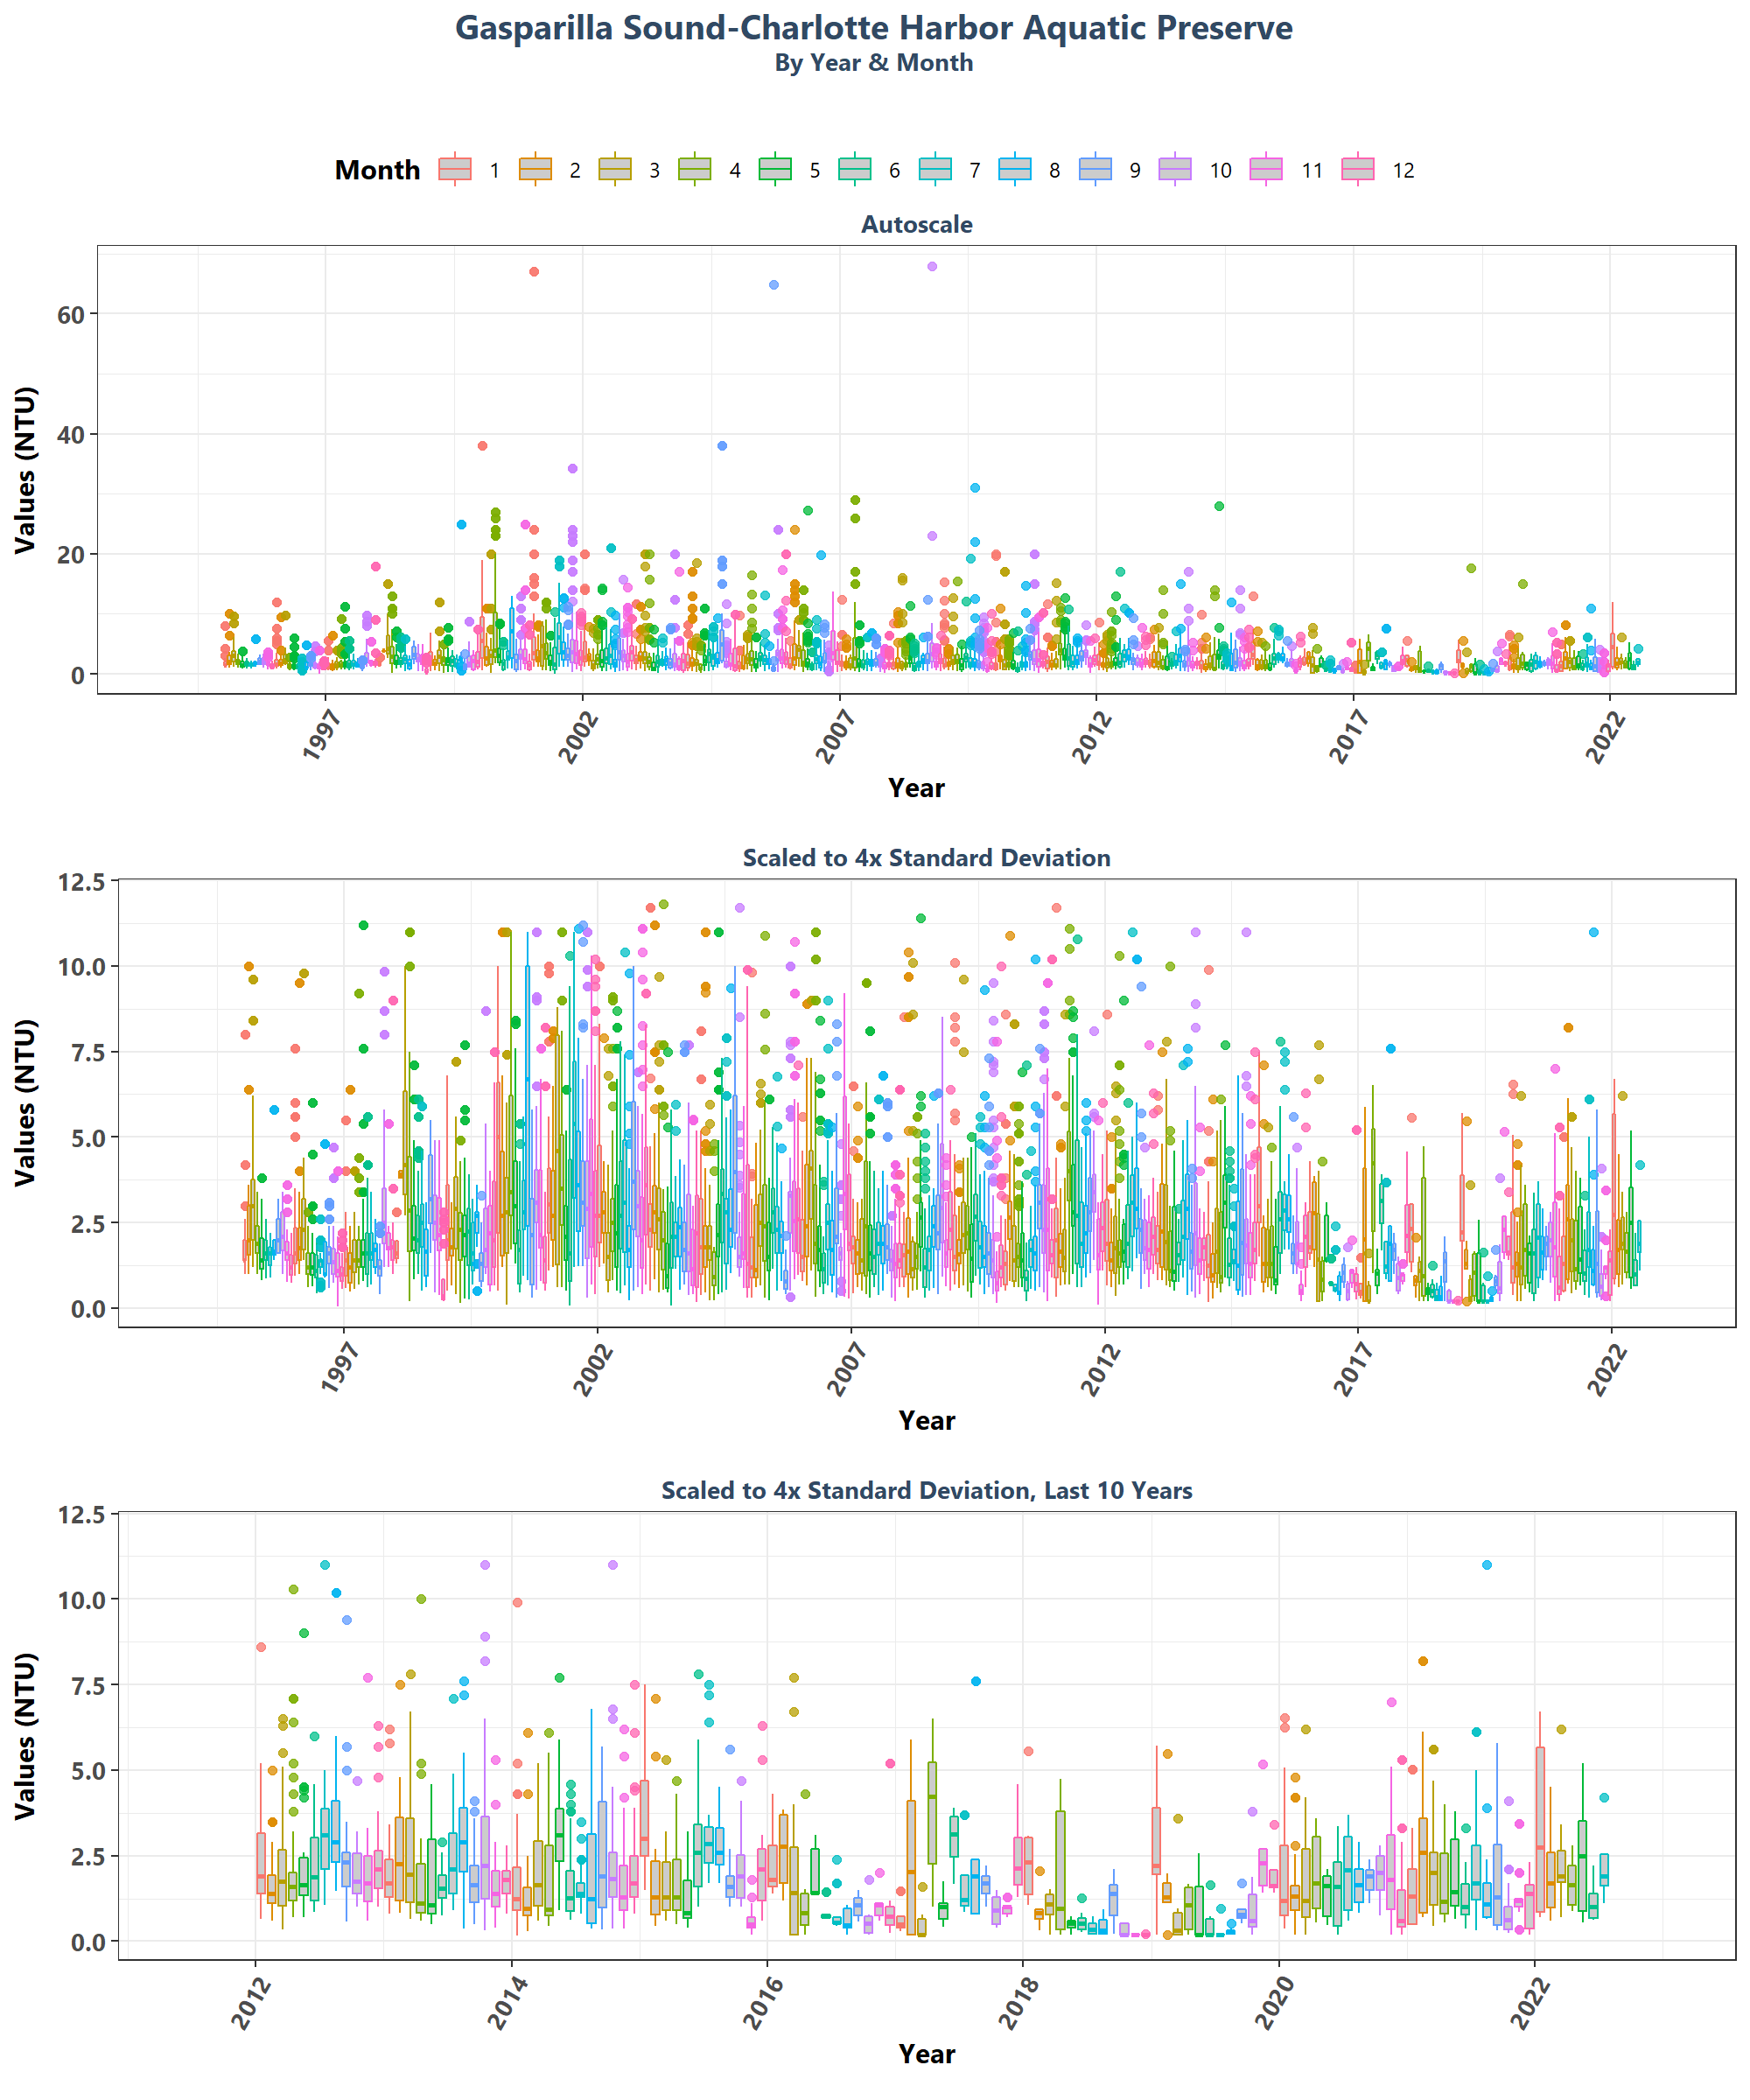 Gasparilla Sound-Charlotte Harbor Aquatic Preserve
By Year & Month
Month 1 2 3 4 5 6 7 8 9 10 11 12
Autoscale
Values (NTU)
60
40
20
0
1997 2002 2007 2012 2017 2022
Year
Scaled to 4x Standard Deviation
Values (NTU)
12.5
10.0
7.5
5.0
2.5
0.0
1997 2002 2007 2012 2017 2022
Year
Scaled to 4x Standard Deviation, Last 10 Years
Values (NTU)
12.5
10.0
7.5
5.0
2.5
0.0
2012 2014 2016 2018 2020 2022
Year